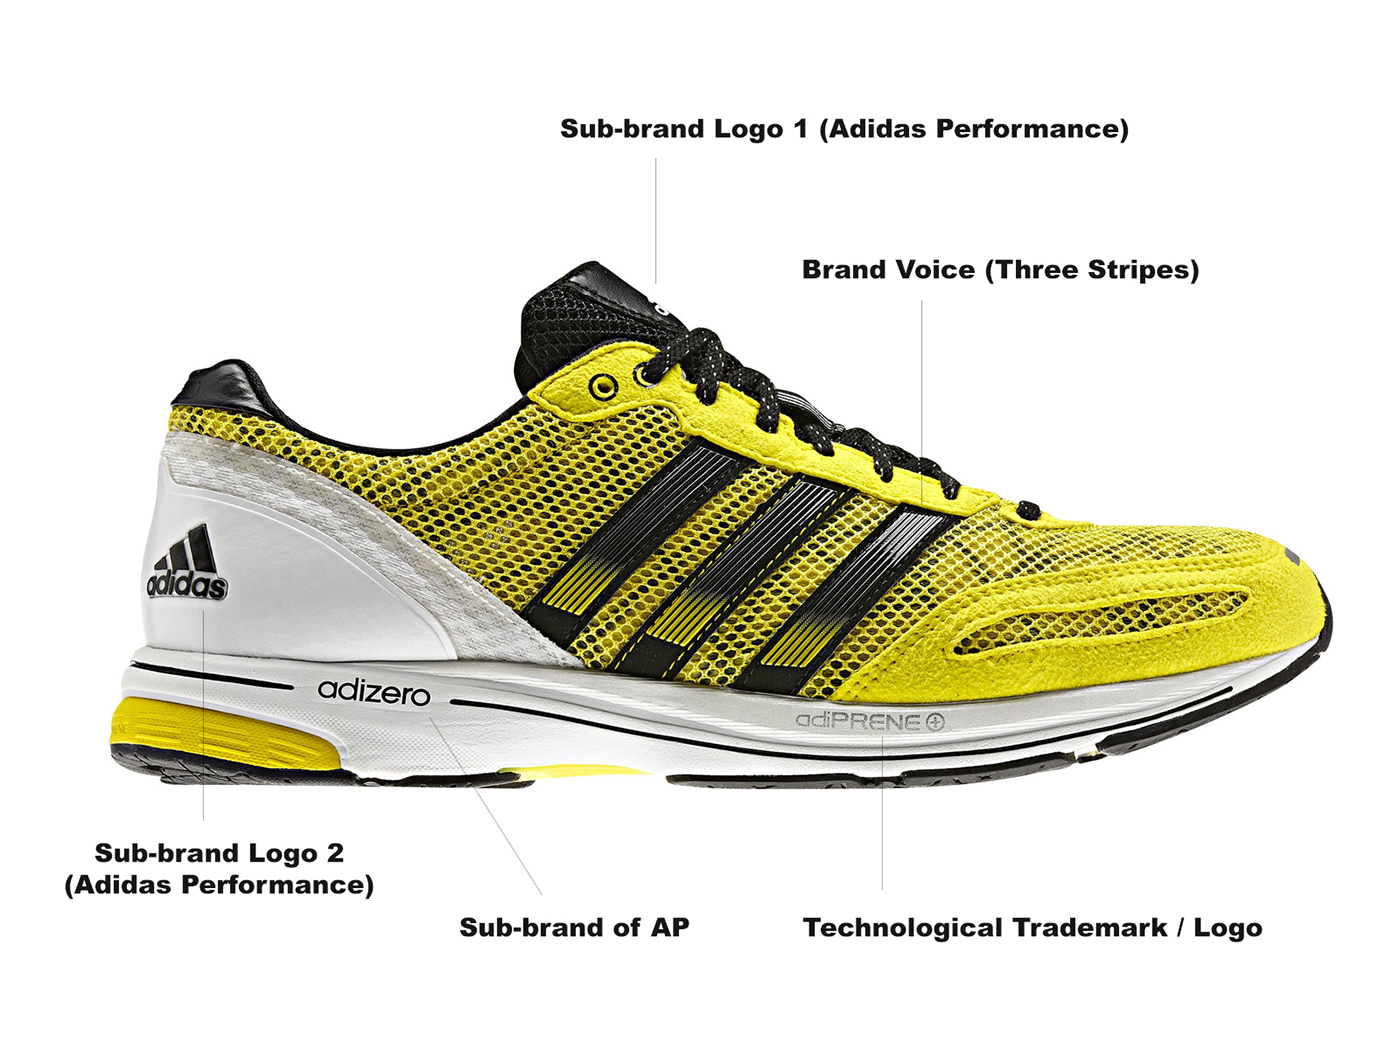 Sub-brand Logo 1 (Adidas Performance)
Brand Voice (Three Stripes)
adidas
adizero
adiPRENE+
Sub-brand Logo 2
(Adidas Performance)
Sub-brand of AP
Technological Trademark / Logo